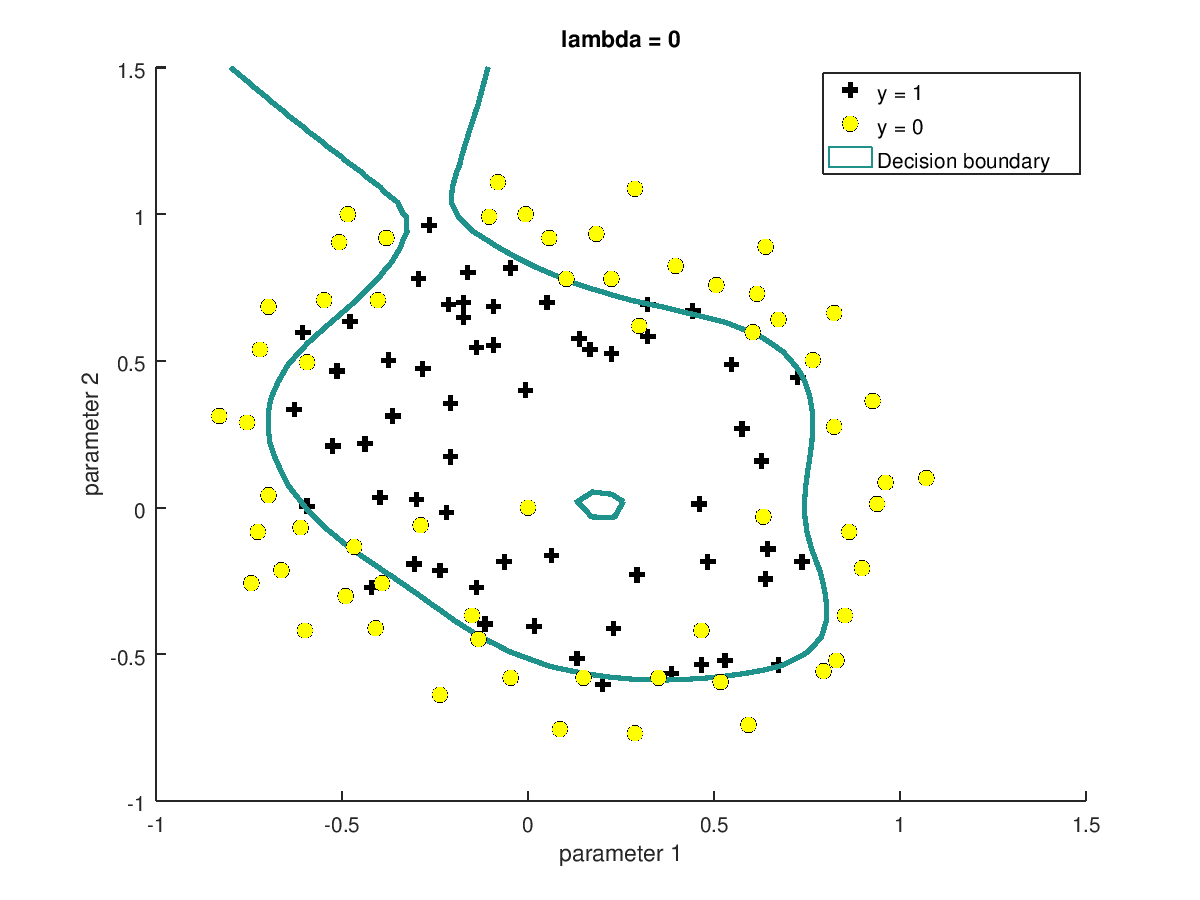 lambda = 0
y = 1
y = 0
Decision boundary
1.5
1
0.5
0
-0.5
-1
parameter 2
-1
-0.5
0
0.5
1
1.5
parameter 1